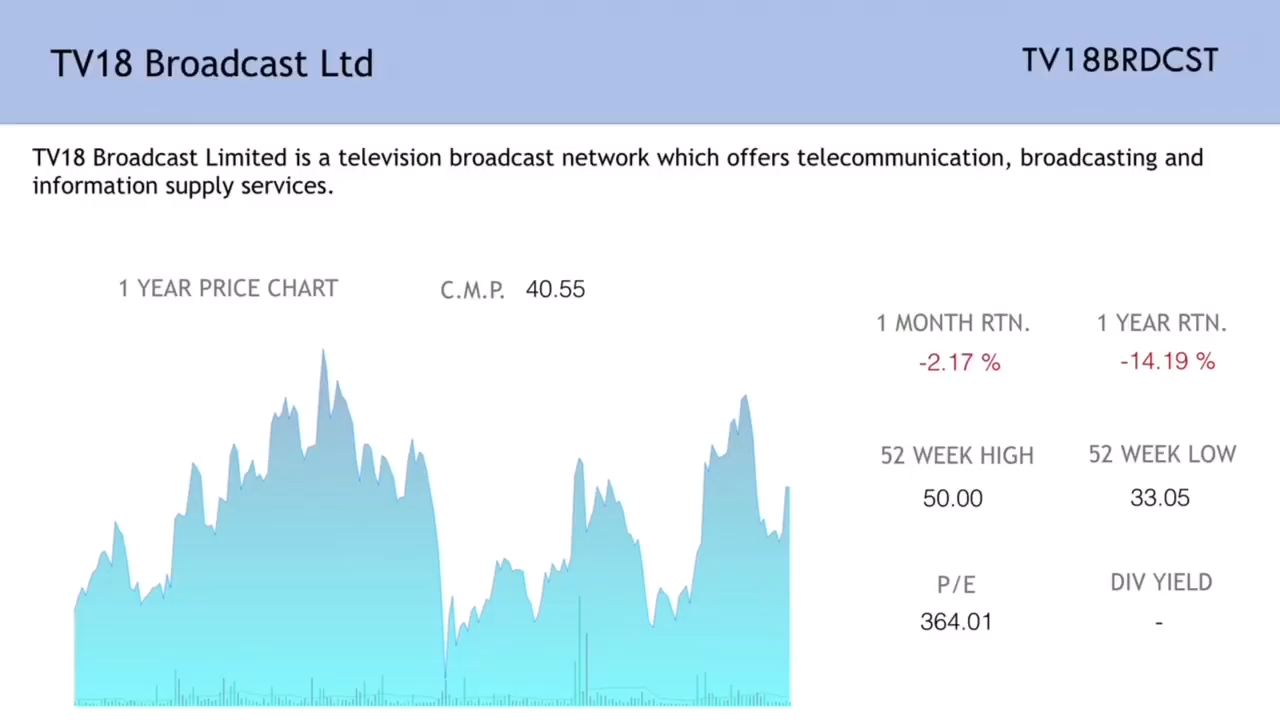 TV18 Broadcast Ltd
TV18BRDCST
TV18 Broadcast Limited is a television broadcast network which offers telecommunication, broadcasting and
information supply services.
1 YEAR PRICE CHART
C.M.P. 40.55
1 MONTH RTN.
1 YEAR RTN.
-2.17 %
-14.19 %
52 WEEK HIGH
52 WEEK LOW
50.00
33.05
P/E
DIV YIELD
364.01
-